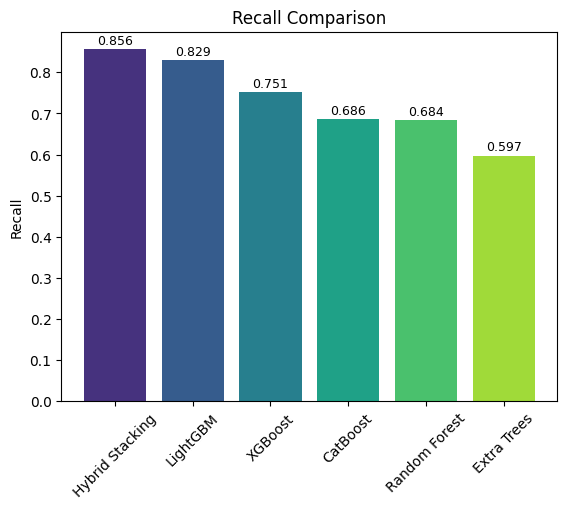 Recall Comparison
0.856
0.829
0.751
0.686
0.684
0.597
Recall
0.8
0.7
0.6
0.5
0.4
0.3
0.2
0.1
0.0
Hybrid Stacking
LightGBM
XGBoost
CatBoost
Random Forest
Extra Trees